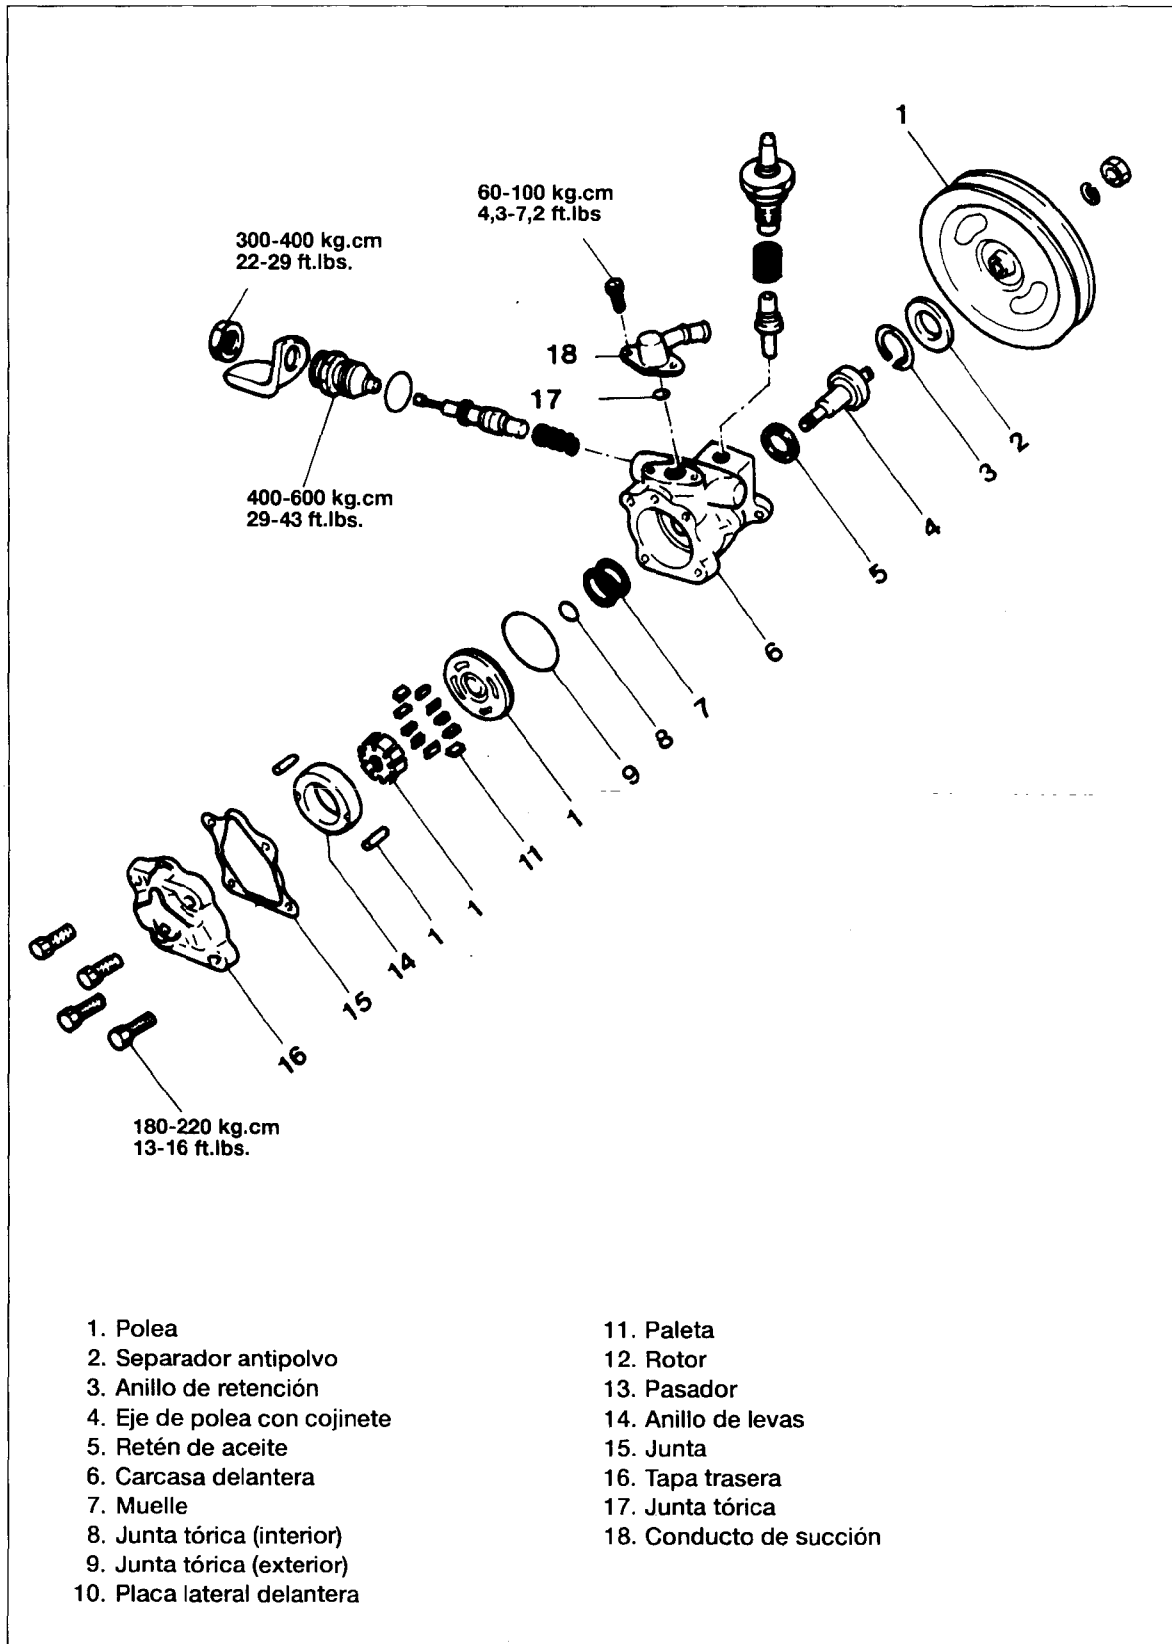 1
60-100 kg.cm
4,3-7,2 ft.lbs
300-400 kg.cm
22-29 ft.lbs.
18
17
400-600 kg.cm
29-43 ft.lbs.
2
3
4
5
6
7
8
9
1
11
1
1
14
15
16
180-220 kg.cm
13-16 ft.lbs.
1. Polea
2. Separador antipolvo
3. Anillo de retención
4. Eje de polea con cojinete
5. Retén de aceite
6. Carcasa delantera
7. Muelle
8. Junta tórica (interior)
9. Junta tórica (exterior)
10. Placa lateral delantera
11. Paleta
12. Rotor
13. Pasador
14. Anillo de levas
15. Junta
16. Tapa trasera
17. Junta tórica
18. Conducto de succión